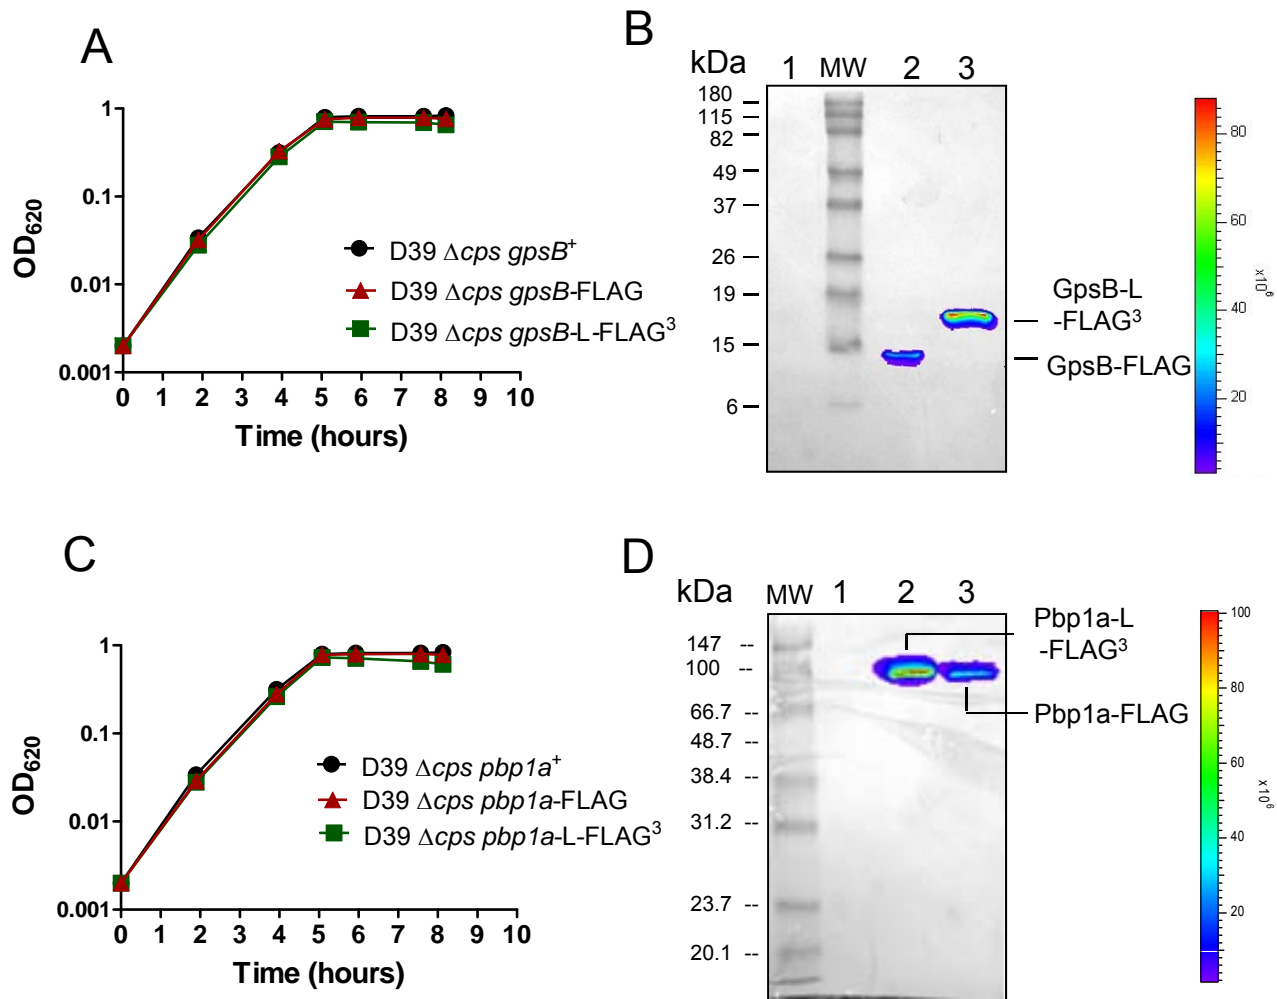 A
1
0.1
0.01
0.001
OD620
0 1 2 3 4 5 6 7 8 9 10
Time (hours)
D39 Δcps gpsB+
D39 Δcps gpsB-FLAG
D39 Δcps gpsB-L-FLAG3
B
kDa 1 MW 2 3
180
115
82
49
37
26
19
15
6
GpsB-L
-FLAG3
GpsB-FLAG
80
60
40
20
x10^6
C
1
0.1
0.01
0.001
OD620
0 1 2 3 4 5 6 7 8 9 10
Time (hours)
D39 Δcps pbp1a+
D39 Δcps pbp1a-FLAG
D39 Δcps pbp1a-L-FLAG3
D
kDa MW 1 2 3
147 --
100 --
66.7 --
48.7 --
38.4 --
31.2 --
23.7 --
20.1 --
Pbp1a-L
-FLAG3
Pbp1a-FLAG
100
80
60
40
20
x 10^6